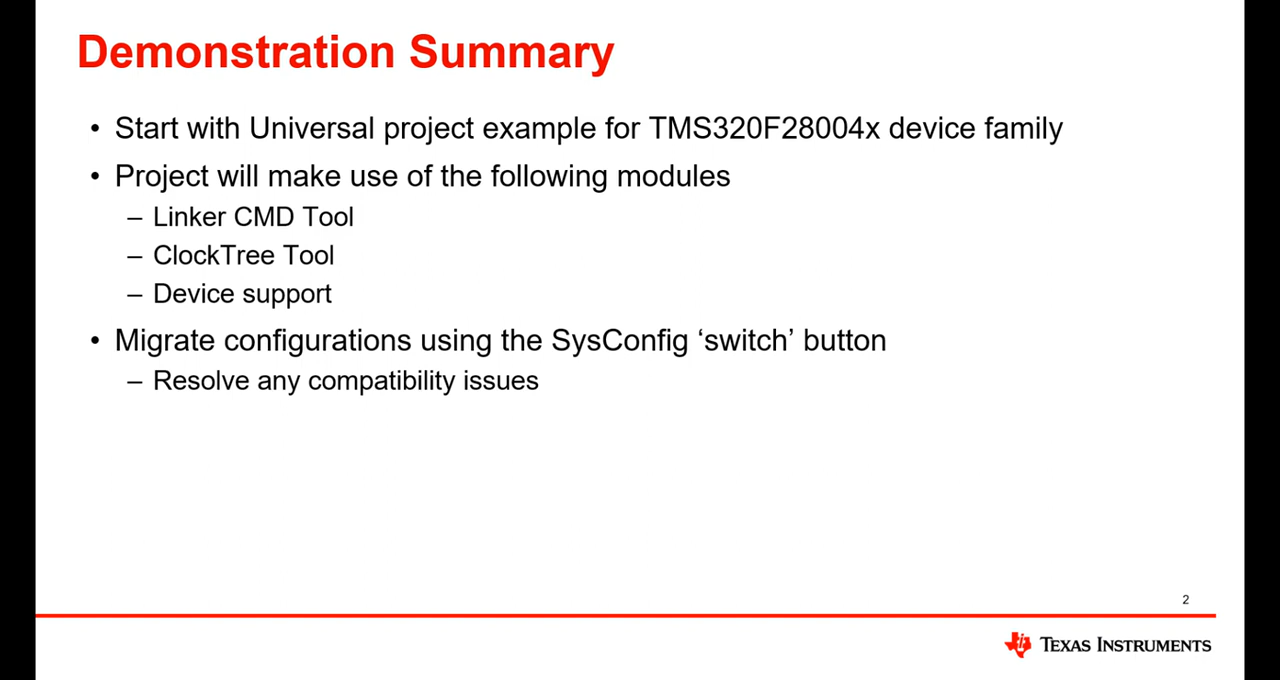 Demonstration Summary
• Start with Universal project example for TMS320F28004x device family
• Project will make use of the following modules
– Linker CMD Tool
– ClockTree Tool
– Device support
• Migrate configurations using the SysConfig ‘switch’ button
– Resolve any compatibility issues
2
TEXAS INSTRUMENTS